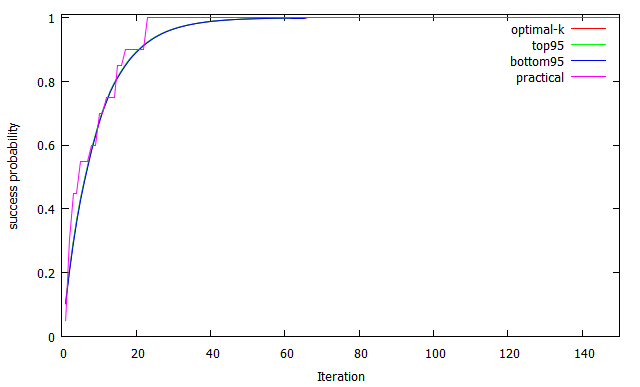 1
0.8
0.6
0.4
0.2
0
success probability
optimal-k
top95
bottom95
practical
0 20 40 60 80 100 120 140
Iteration